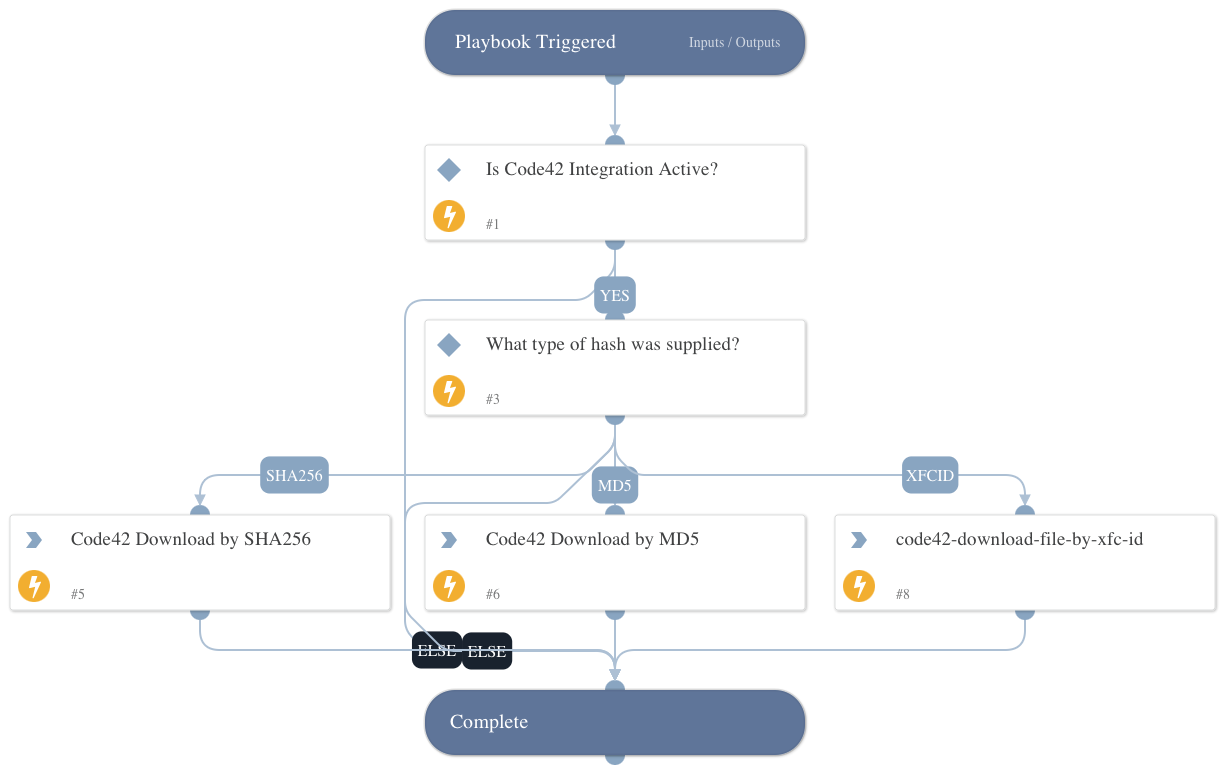 Playbook Triggered
Inputs / Outputs
Is Code42 Integration Active?
#1
YES
What type of hash was supplied?
#3
SHA256
MD5
XFCID
Code42 Download by SHA256
#5
Code42 Download by MD5
#6
code42-download-file-by-xfc-id
#8
ELSE
ELSE
Complete